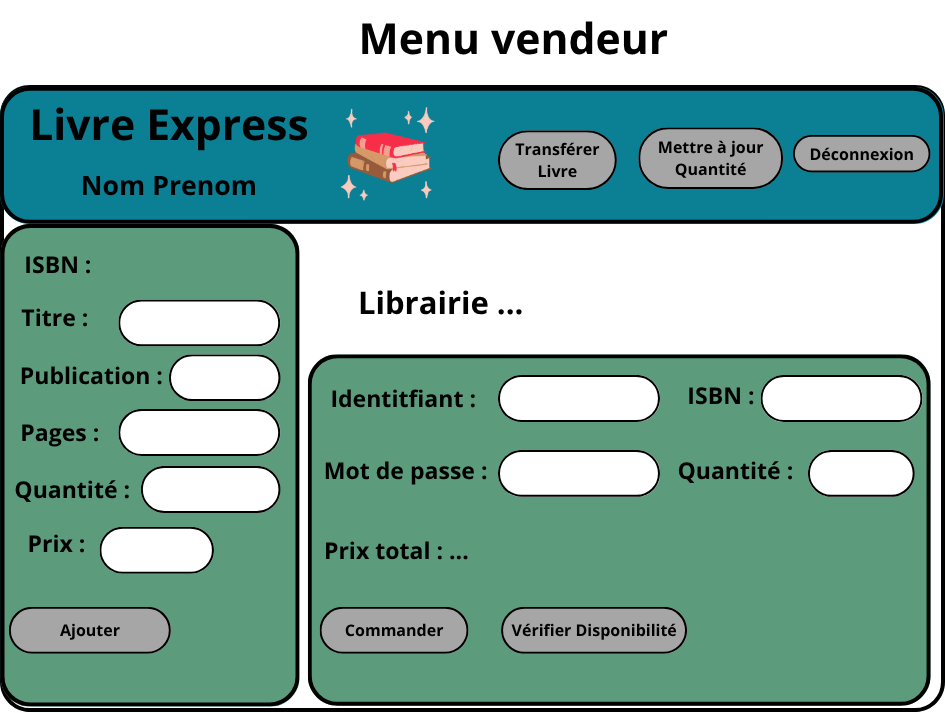 Menu vendeur
Livre Express
Nom Prenom
Transférer
Livre
Mettre à jour
Quantité
Déconnexion
ISBN :
Titre :
Publication :
Pages :
Quantité :
Prix :
Ajouter
Librairie ...
Identitfiant :
ISBN :
Mot de passe :
Quantité :
Prix total : ...
Commander
Vérifier Disponibilité